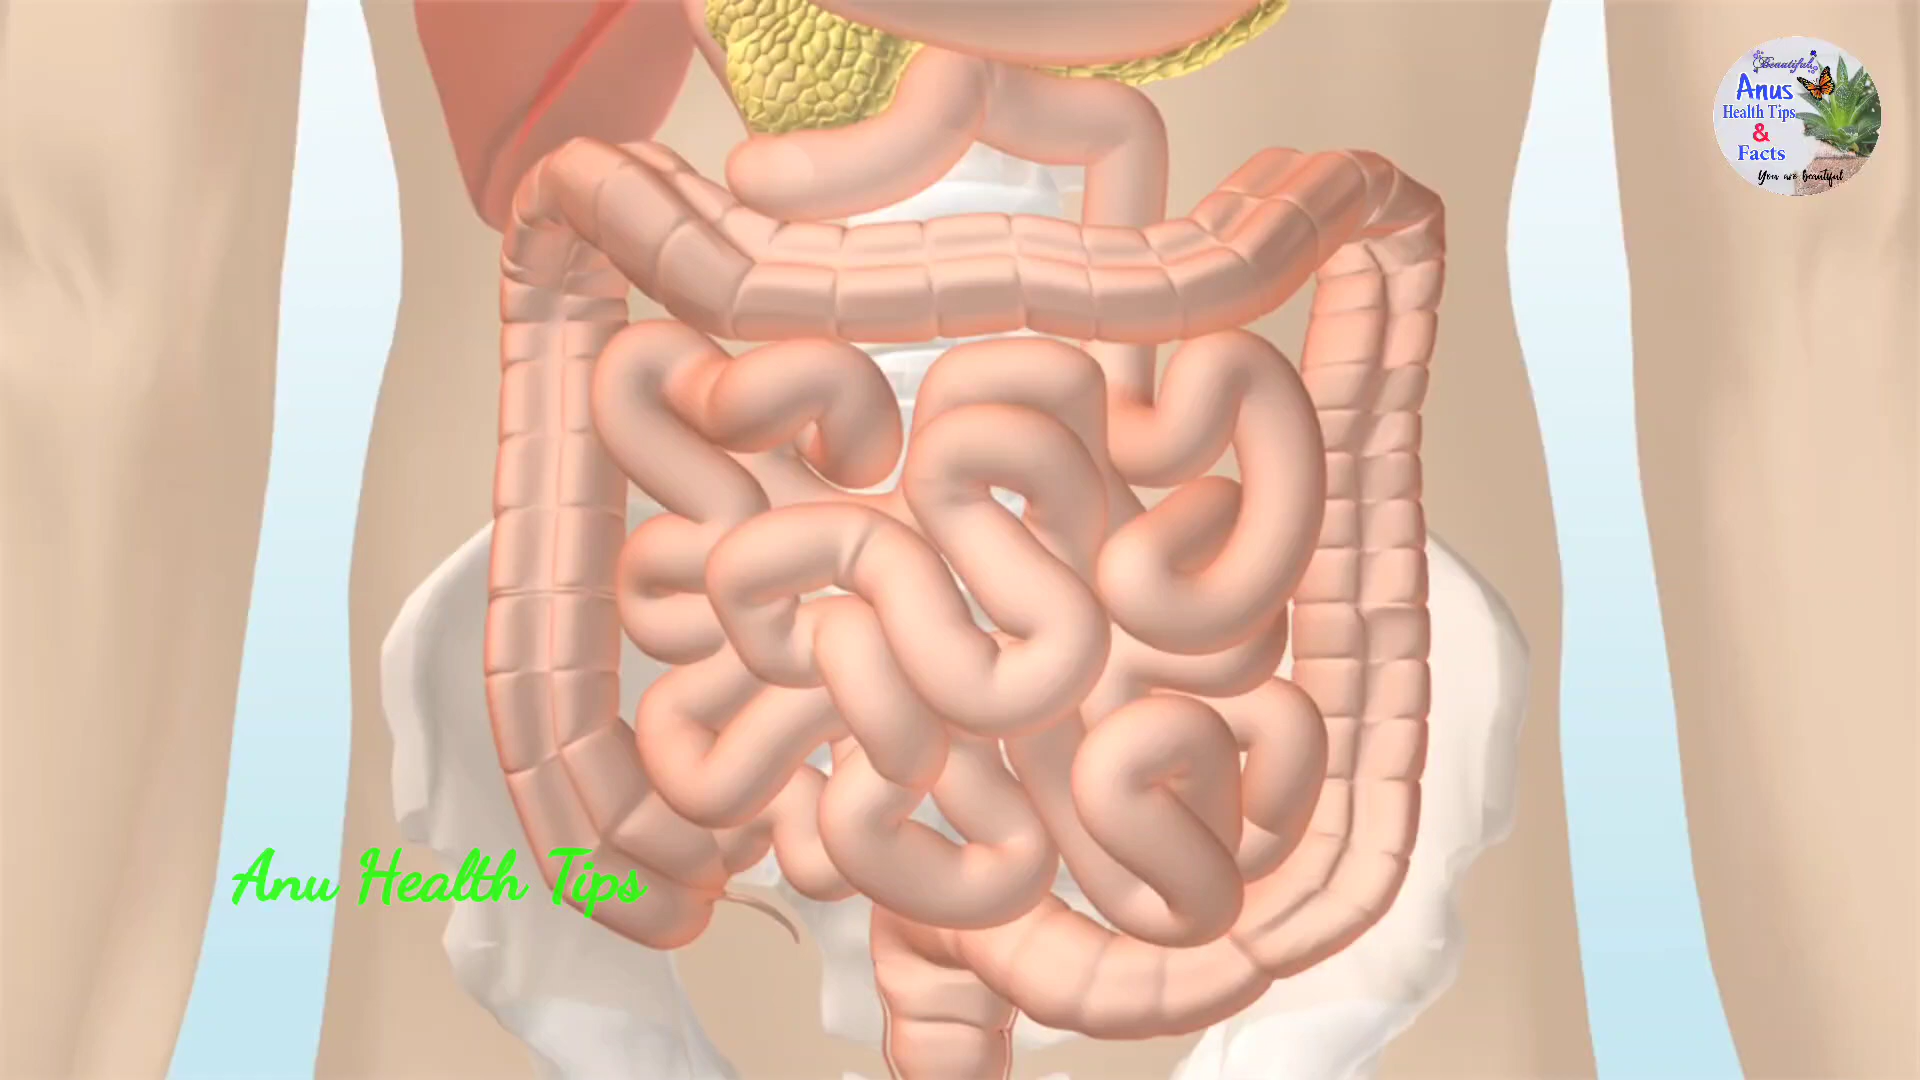 Beautiful
Anus
Health Tips
&
Facts
You are beautiful
Anu Health Tips